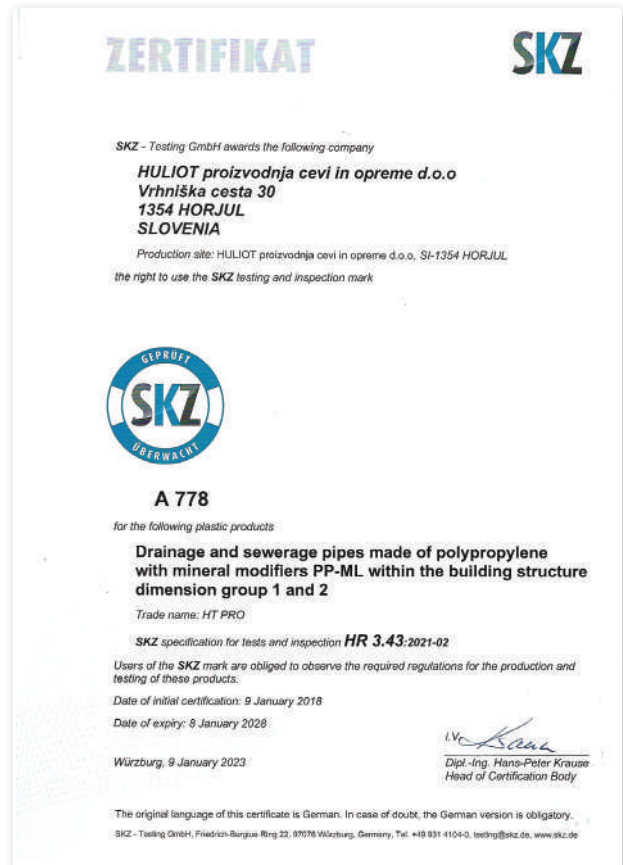 ZERTIFIKAT
SKZ
SKZ - Testing GmbH awards the following company
HULIOT proizvodnja cevi in opreme d.o.o
Vrhniška cesta 30
1354 HORJUL
SLOVENIA
Production site: HULIOT proizvodnja cevi in opreme d.o.o, SI-1354 HORJUL
the right to use the SKZ testing and inspection mark
GEPRÜFT
SKZ
ÜBERWACHT
A 778
for the following plastic products
Drainage and sewerage pipes made of polypropylene
with mineral modifiers PP-ML within the building structure
dimension group 1 and 2
Trade name: HT PRO
SKZ specification for tests and inspection HR 3.43:2021-02
Users of the SKZ mark are obliged to observe the required regulations for the production and
testing of these products.
Date of initial certification: 9 January 2018
Date of expiry: 8 January 2028
i.V.
Würzburg, 9 January 2023
Dipl.-Ing. Hans-Peter Krause
Head of Certification Body
The original language of this certificate is German. In case of doubt, the German version is obligatory.
SKZ - Testing GmbH, Friedrich-Bergius-Ring 22, 97076 Würzburg, Germany, Tel. +49 931 4104-0, testing@skz.de, www.skz.de